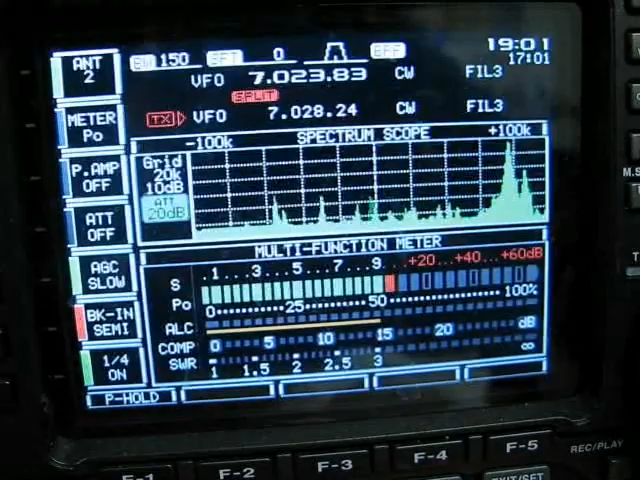 ANT 2
BW 150 SFT 0 BFF 19:01
17:01
VFO 7.023.83 CW FIL3
SPLIT
METER Po
TX VFO 7.028.24 CW FIL3
-100k SPECTRUM SCOPE +100k
P.AMP OFF
Grid
20k
10dB
ATT
20dB
ATT OFF
MULTI-FUNCTION METER
AGC SLOW
S .1...3...5...7...9...+20...+40...+60dB
Po 0 25 50 100%
BK-IN SEMI
ALC
COMP 0 5 10 15 20 dB
SWR 1 1.5 2 2.5 3 ∞
1/4 ON
P-HOLD
F-1 F-2 F-3 F-4 F-5 REC/PLAY
EXIT/SET
M.S